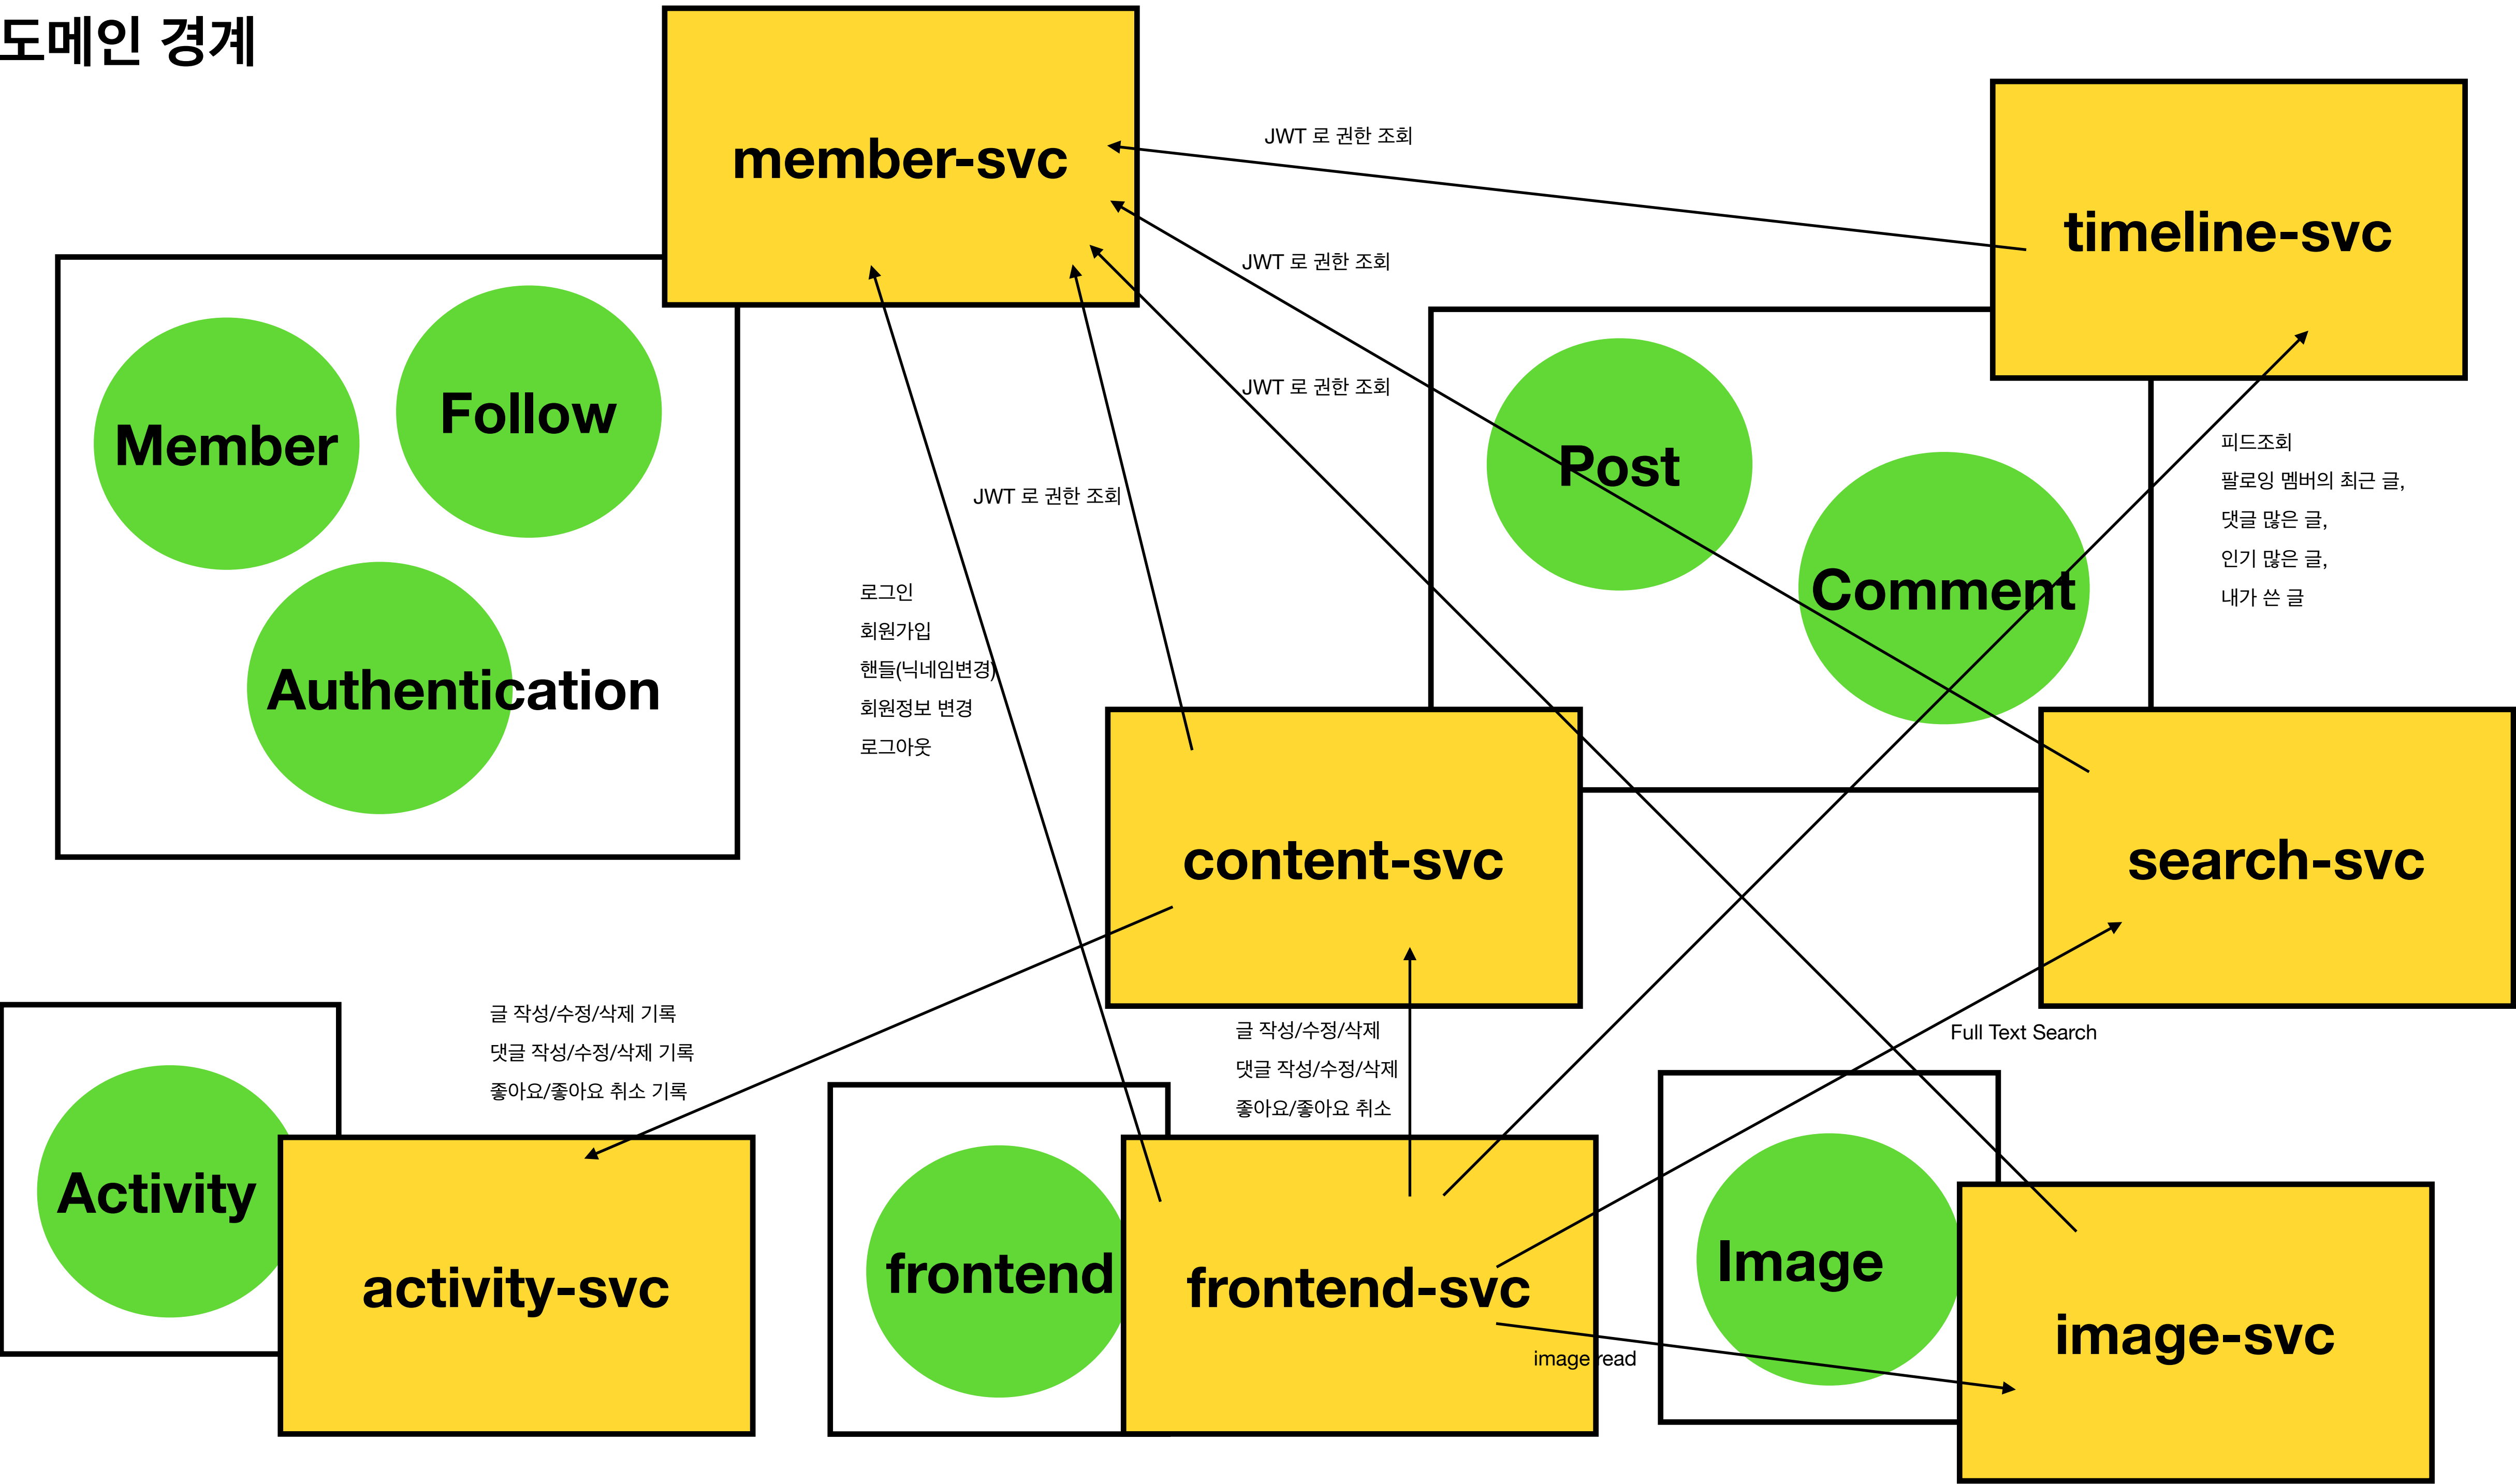 도메인 경계
member-svc
timeline-svc
JWT 로 권한 조회
JWT 로 권한 조회
JWT 로 권한 조회
JWT 로 권한 조회
Member
Follow
Authentication
Post
Comment
피드조회
팔로잉 멤버의 최근 글,
댓글 많은 글,
인기 많은 글,
내가 쓴 글
로그인
회원가입
핸들(닉네임변경)
회원정보 변경
로그아웃
content-svc
search-svc
글 작성/수정/삭제 기록
댓글 작성/수정/삭제 기록
좋아요/좋아요 취소 기록
글 작성/수정/삭제
댓글 작성/수정/삭제
좋아요/좋아요 취소
Full Text Search
Activity
activity-svc
frontend
frontend-svc
Image
image-svc
image read